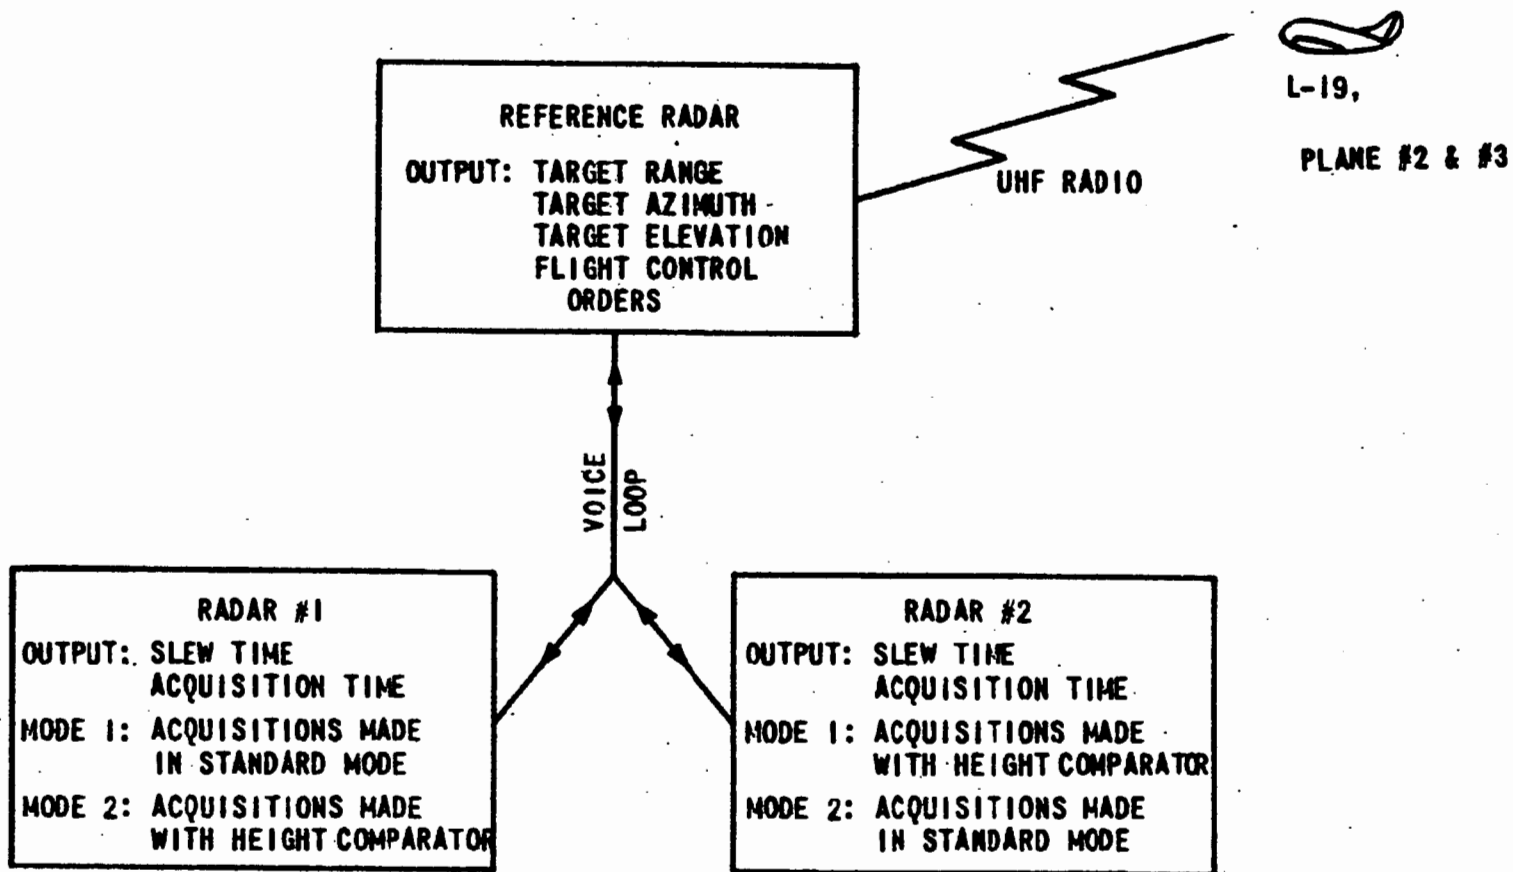 REFERENCE RADAR
OUTPUT: TARGET RANGE
TARGET AZIMUTH
TARGET ELEVATION
FLIGHT CONTROL
ORDERS
L-19,
PLANE #2 & #3
UHF RADIO
VOICE
LOOP
RADAR #1
OUTPUT: SLEW TIME
ACQUISITION TIME
MODE 1: ACQUISITIONS MADE
IN STANDARD MODE
MODE 2: ACQUISITIONS MADE
WITH HEIGHT COMPARATOR
RADAR #2
OUTPUT: SLEW TIME
ACQUISITION TIME
MODE 1: ACQUISITIONS MADE
WITH HEIGHT COMPARATOR
MODE 2: ACQUISITIONS MADE
IN STANDARD MODE